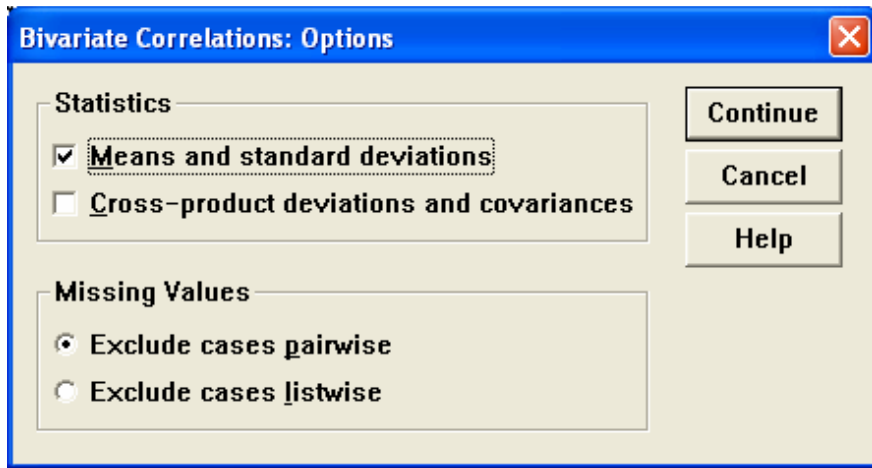 Bivariate Correlations: Options
Statistics
Means and standard deviations
Cross-product deviations and covariances
Continue
Cancel
Help
Missing Values
Exclude cases pairwise
Exclude cases listwise